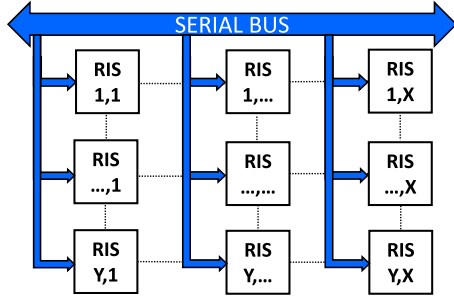 SERIAL BUS
RIS
1,1
RIS
1,...
RIS
1,X
RIS
...,1
RIS
...,...
RIS
...,X
RIS
Y,1
RIS
Y,...
RIS
Y,X